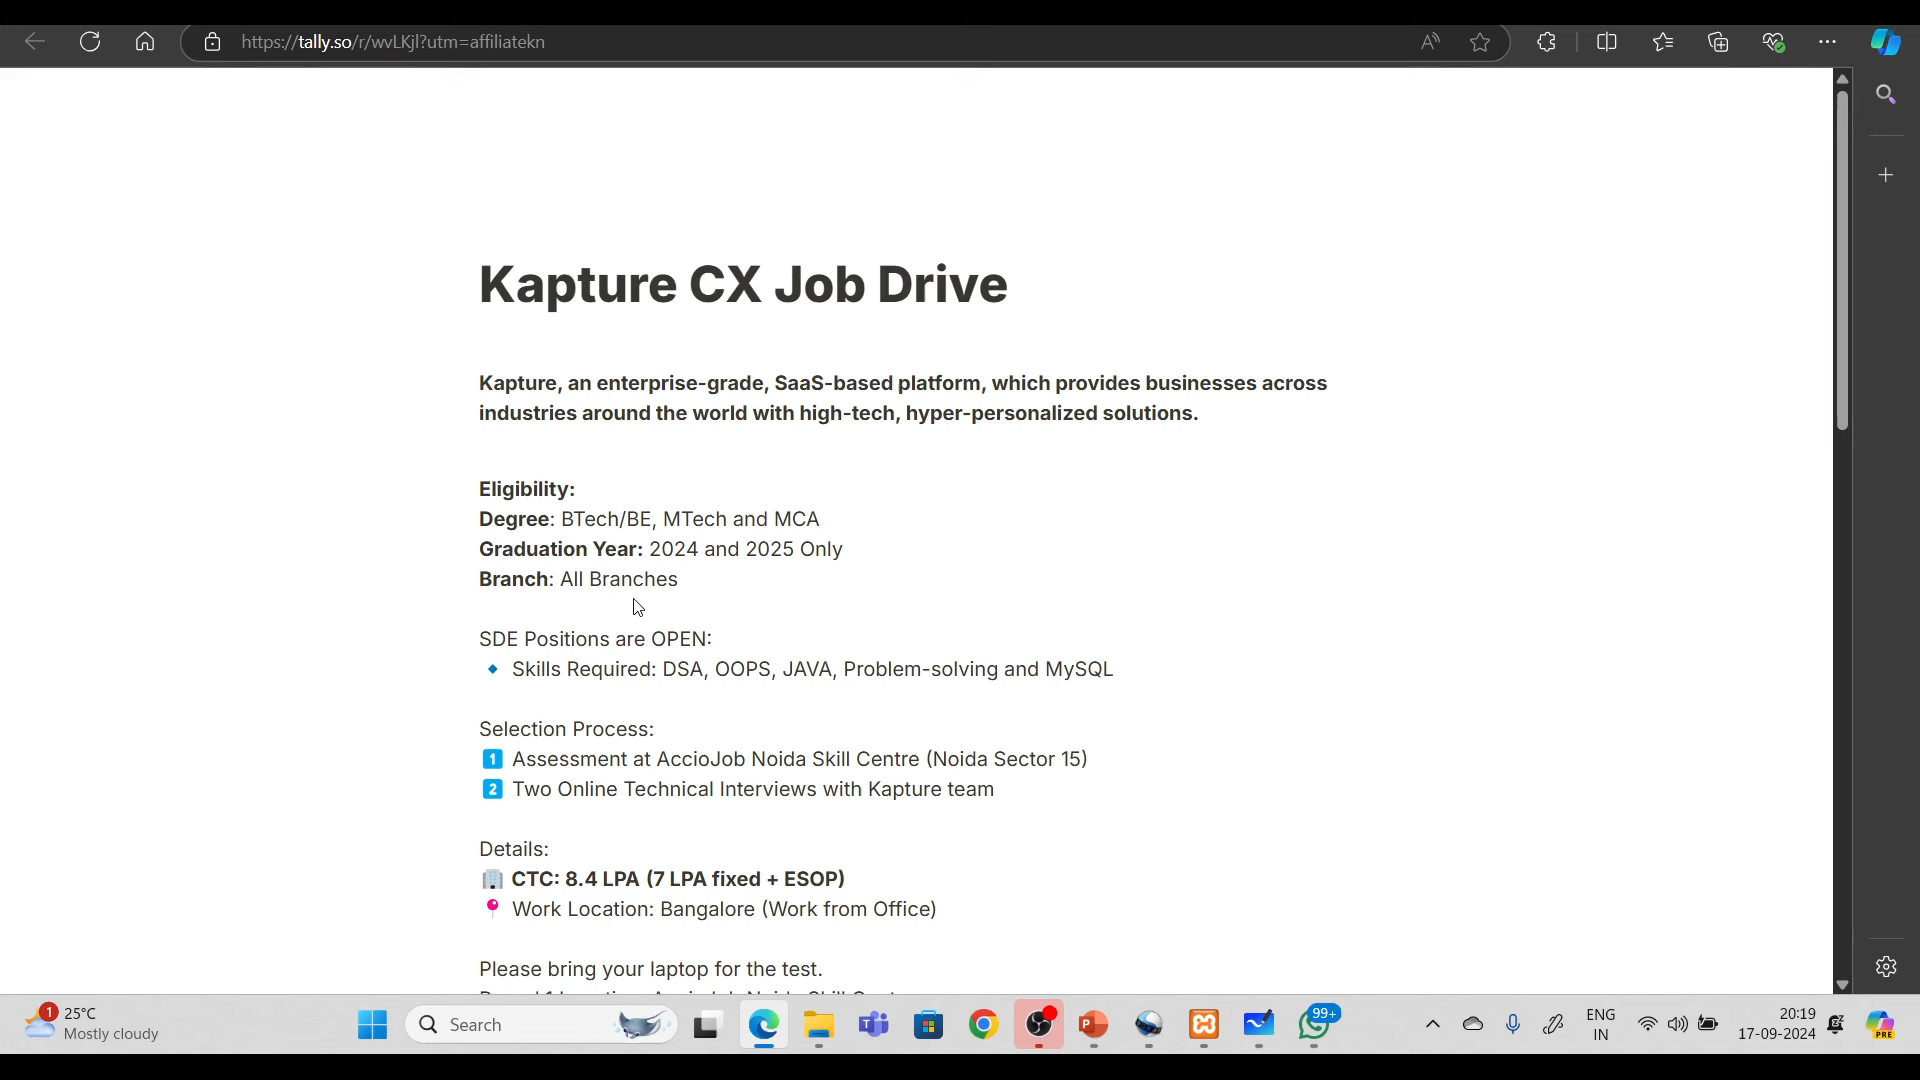 https://tally.so/r/wvLKjl?utm=affiliatekn
Kapture CX Job Drive
Kapture, an enterprise-grade, SaaS-based platform, which provides businesses across
industries around the world with high-tech, hyper-personalized solutions.
Eligibility:
Degree: BTech/BE, MTech and MCA
Graduation Year: 2024 and 2025 Only
Branch: All Branches
SDE Positions are OPEN:
🔹 Skills Required: DSA, OOPS, JAVA, Problem-solving and MySQL
Selection Process:
1️⃣ Assessment at AccioJob Noida Skill Centre (Noida Sector 15)
2️⃣ Two Online Technical Interviews with Kapture team
Details:
🏢 CTC: 8.4 LPA (7 LPA fixed + ESOP)
📍 Work Location: Bangalore (Work from Office)
Please bring your laptop for the test.
1
25°C
Mostly cloudy
Search
99+
ENG
IN
20:19
17-09-2024
PRE